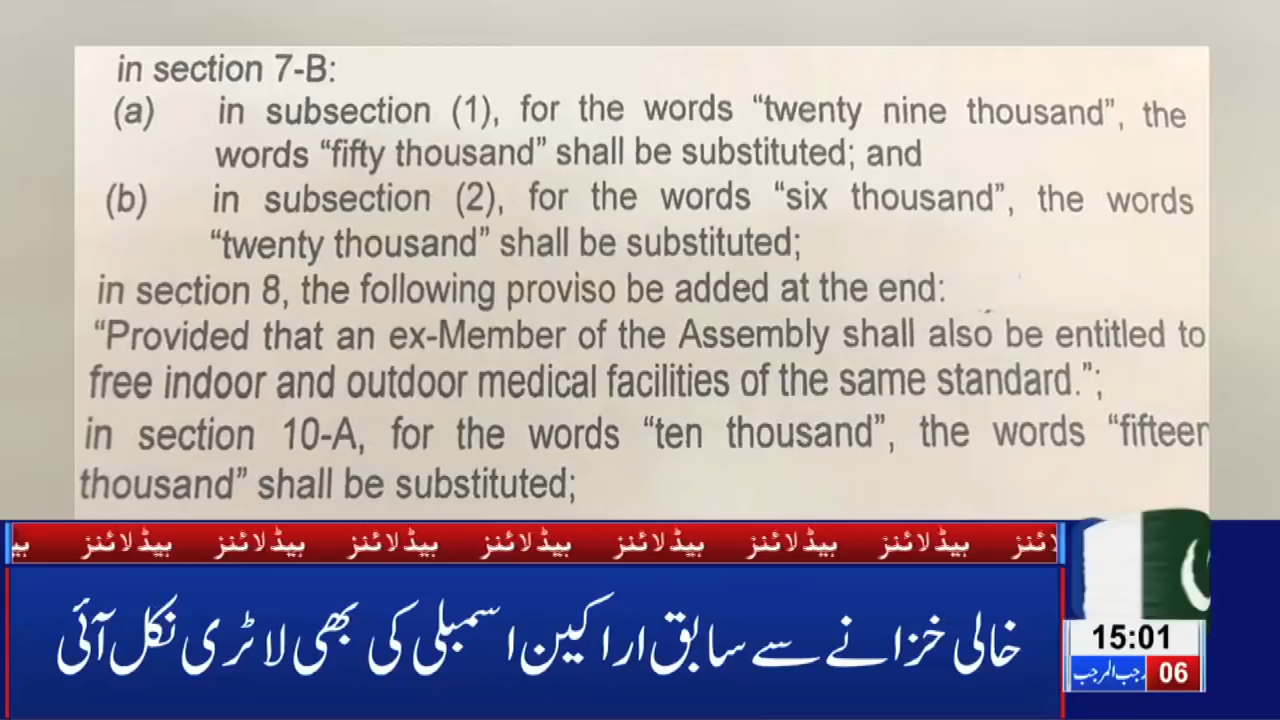 in section 7-B:
(a) in subsection (1), for the words “twenty nine thousand”, the
words “fifty thousand” shall be substituted; and
(b) in subsection (2), for the words “six thousand”, the words
“twenty thousand” shall be substituted;
in section 8, the following proviso be added at the end:
“Provided that an ex-Member of the Assembly shall also be entitled to
free indoor and outdoor medical facilities of the same standard.”;
in section 10-A, for the words “ten thousand”, the words “fifteen
thousand” shall be substituted;
ہیڈلائنز ہیڈلائنز ہیڈلائنز ہیڈلائنز ہیڈلائنز ہیڈلائنز ہیڈلائنز
خالی خزانے سے سابق اراکین اسمبلی کی بھی لاٹری نکل آئی
15:01
رجب المرجب 06